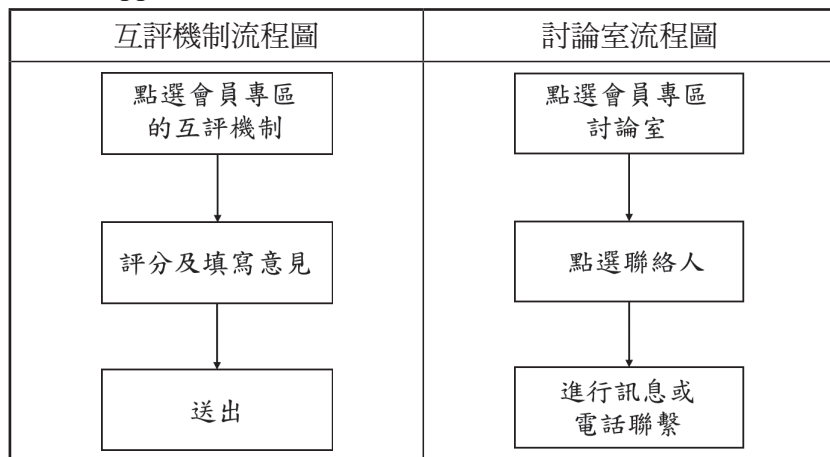 互評機制流程圖
點選會員專區
的互評機制
評分及填寫意見
送出
討論室流程圖
點選會員專區
討論室
點選聯絡人
進行訊息或
電話聯繫